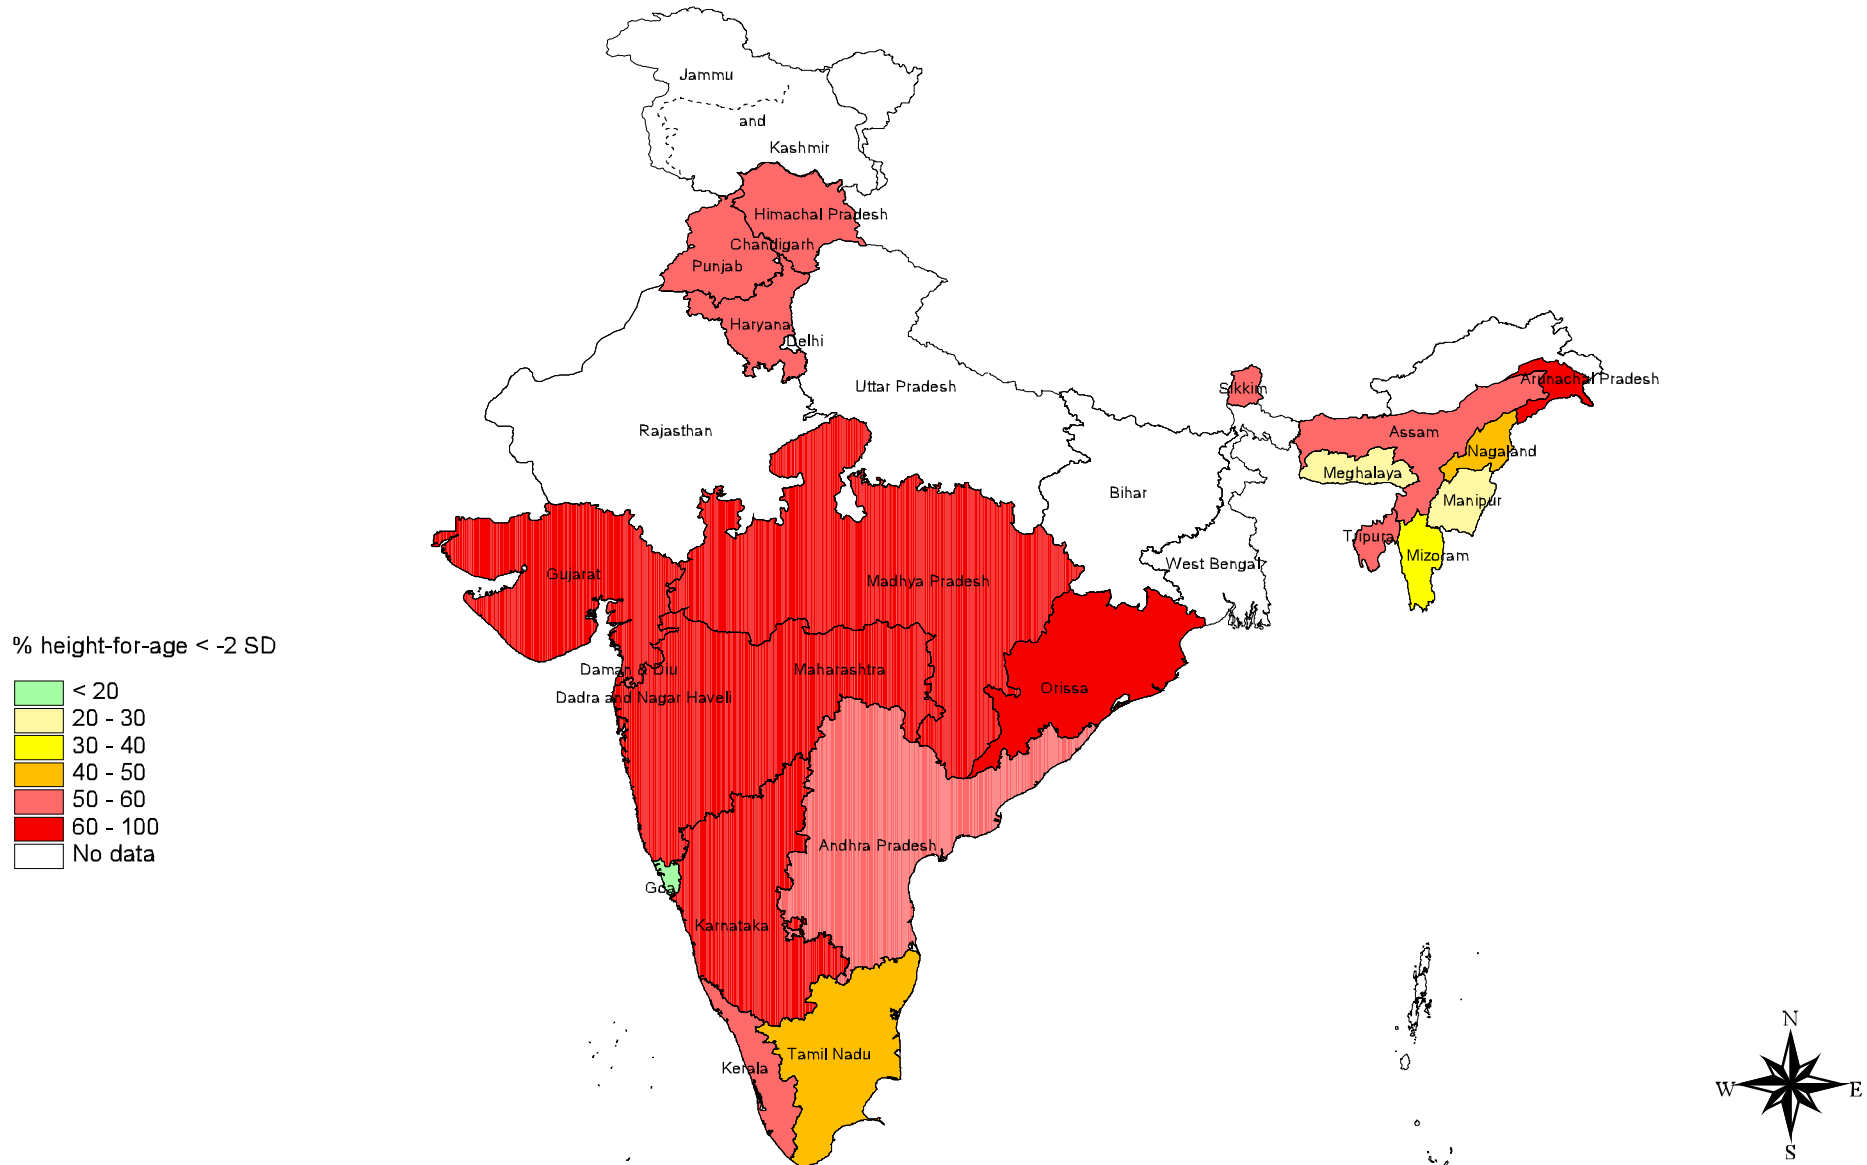 Jammu
and
Kashmir
Himachal Pradesh
Chandigarh
Punjab
Haryana
Delhi
Uttar Pradesh
Sikkim
Arunachal Pradesh
Rajasthan
Assam
Nagaland
Meghalaya
Bihar
Manipur
Tripura
Mizoram
West Bengal
Gujarat
Madhya Pradesh
% height-for-age < -2 SD
Daman & Diu
Maharashtra
Dadra and Nagar Haveli
Orissa
< 20
20 - 30
30 - 40
40 - 50
50 - 60
60 - 100
No data
Andhra Pradesh
Goa
Karnataka
Tamil Nadu
Kerala
N
W
E
S